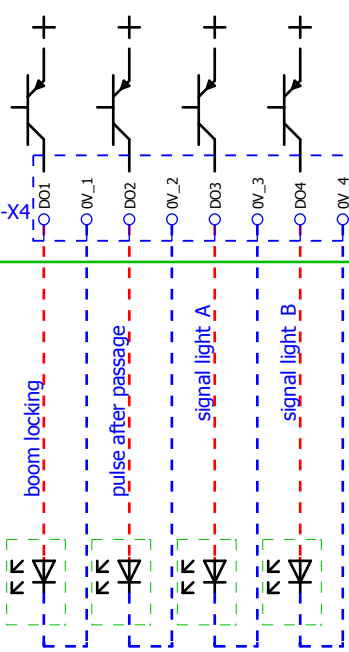 -X4
DO1
0V_1
DO2
0V_2
DO3
0V_3
DO4
0V_4
boom locking
pulse after passage
signal light A
signal light B